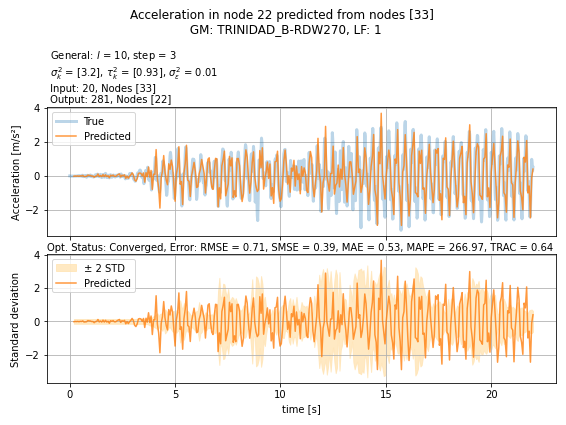 Acceleration in node 22 predicted from nodes [33]
GM: TRINIDAD_B-RDW270, LF: 1
General: l = 10, step = 3
σ²ₖ = [3.2], τ²ₖ = [0.93], σ²ε = 0.01
Input: 20, Nodes [33]
Output: 281, Nodes [22]
4
2
0
−2
Acceleration [m/s²]
True
Predicted
Opt. Status: Converged, Error: RMSE = 0.71, SMSE = 0.39, MAE = 0.53, MAPE = 266.97, TRAC = 0.64
4
2
0
−2
Standard deviation
± 2 STD
Predicted
0 5 10 15 20
time [s]